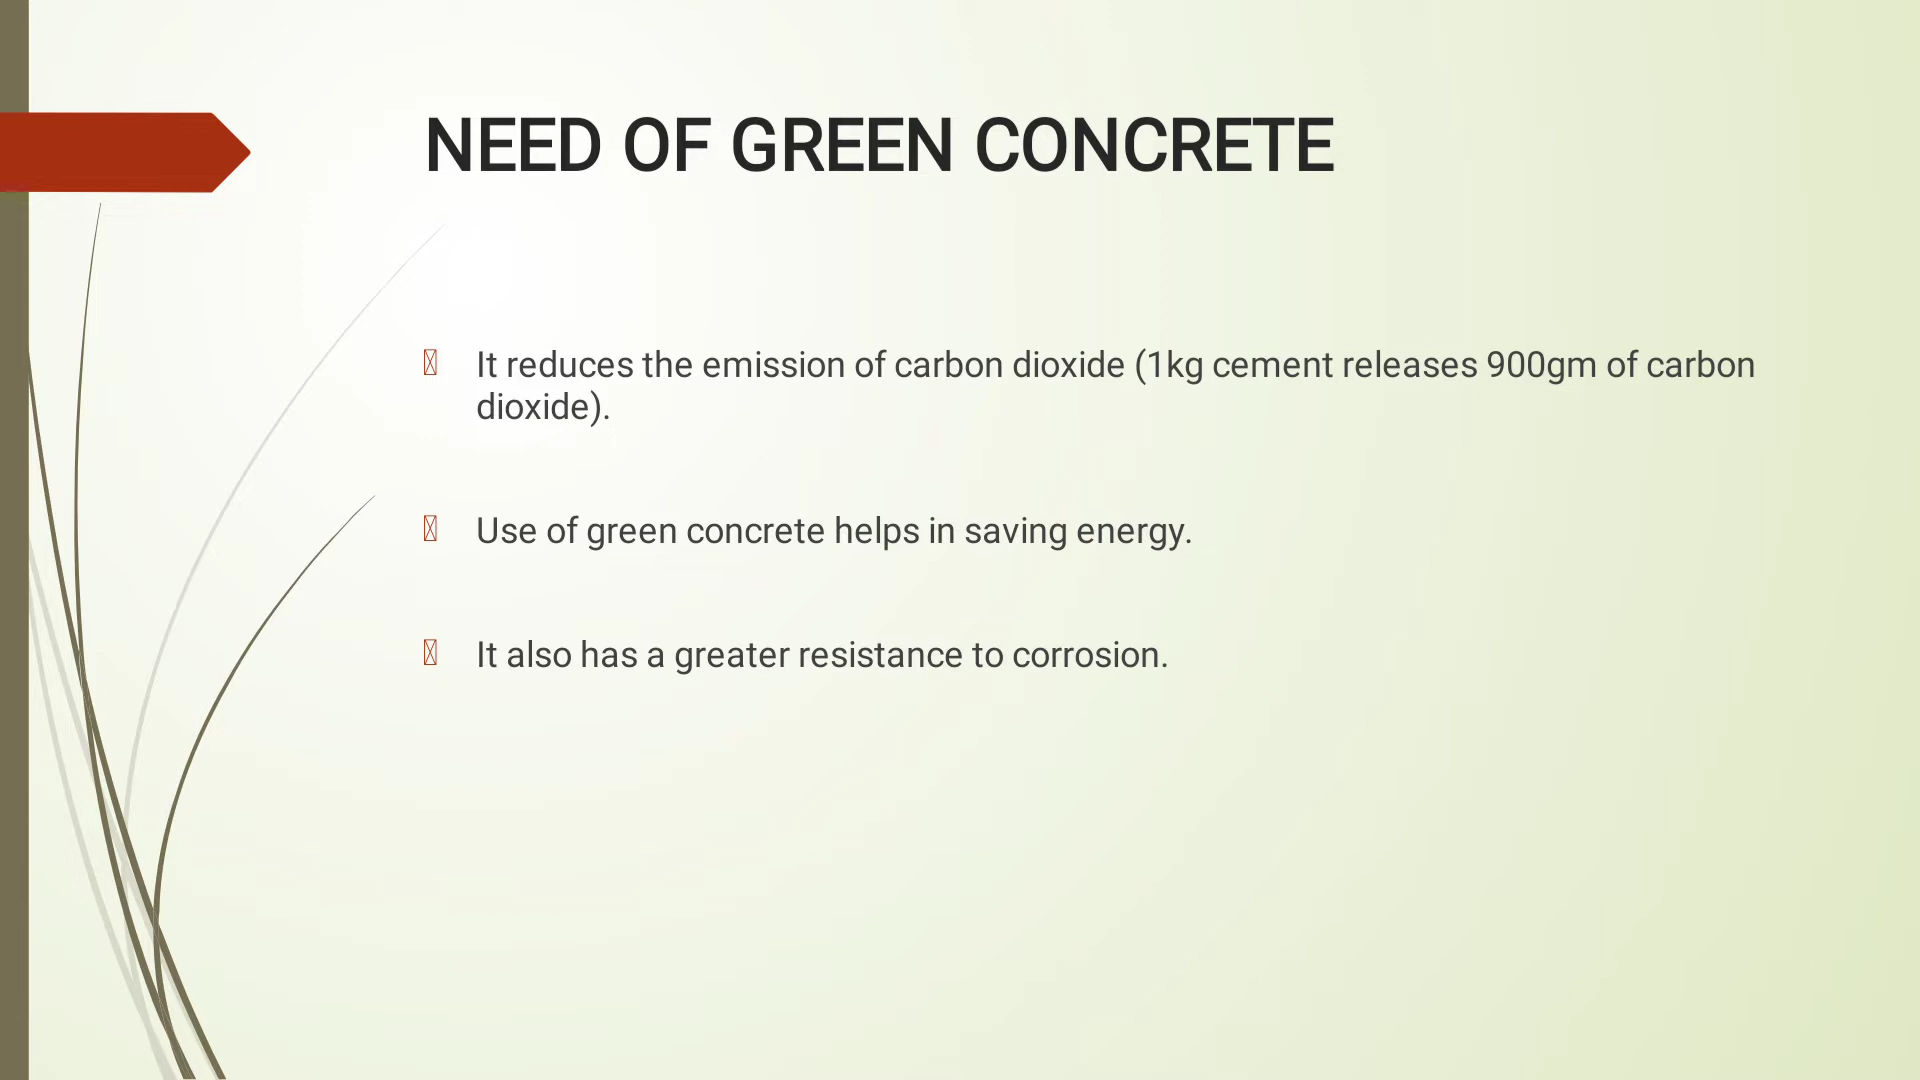 NEED OF GREEN CONCRETE
It reduces the emission of carbon dioxide (1kg cement releases 900gm of carbon
dioxide).
Use of green concrete helps in saving energy.
It also has a greater resistance to corrosion.